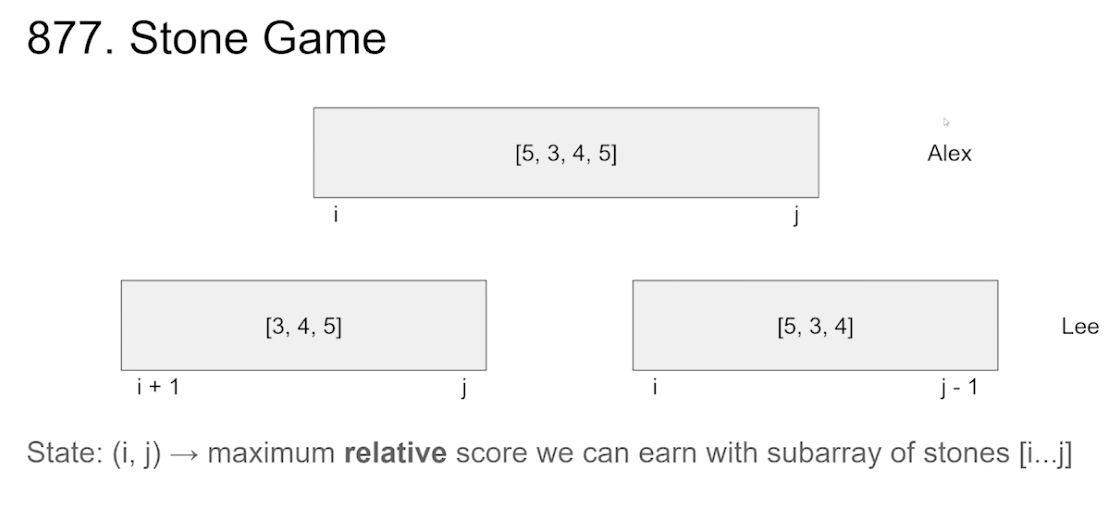 877. Stone Game
[5, 3, 4, 5] Alex
i j
[3, 4, 5] [5, 3, 4] Lee
i + 1 j i j - 1
State: (i, j) → maximum relative score we can earn with subarray of stones [i...j]